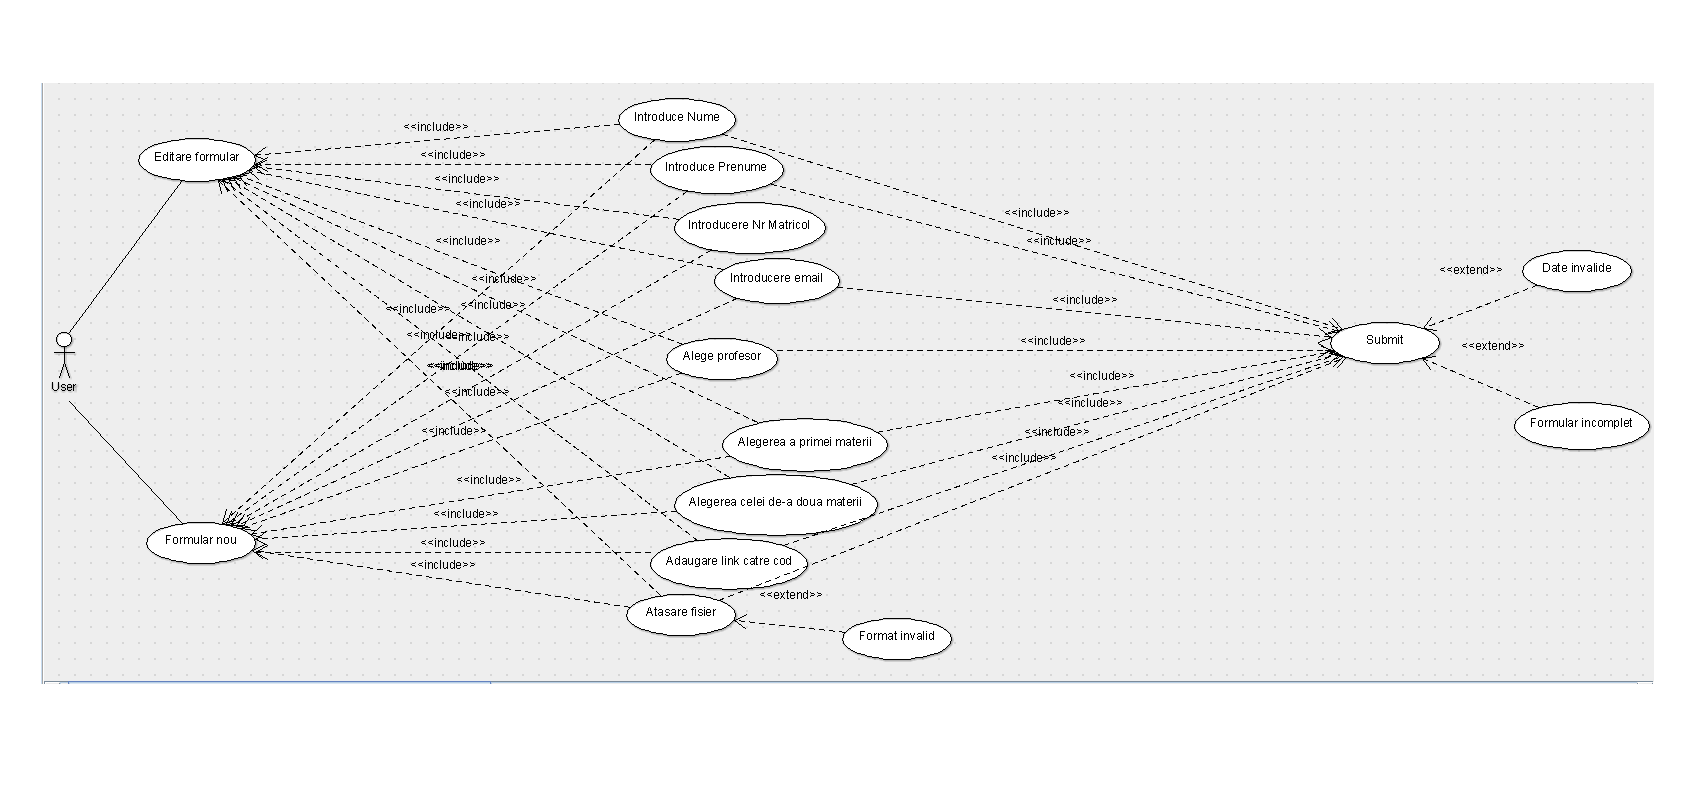 Introduce Nume
<<include>>
Editare formular
<<include>>
Introduce Prenume
<<include>>
<<include>>
<<include>>
Introducere Nr Matricol
<<include>>
<<include>>
Introducere email
<<include>>
<<extend>>
Date invalide
<<include>>
<<include>>
<<include>>
<<include>>
<<include>>
<<include>>
<<include>>
Submit
<<extend>>
Alege profesor
<<include>>
<<include>>
User
<<include>>
<<include>>
<<include>>
Formular incomplet
<<include>>
<<include>>
Alegerea a primei materii
<<include>>
<<include>>
Alegerea celei de-a doua materii
<<include>>
Formular nou
<<include>>
Adaugare link catre cod
<<include>>
<<extend>>
Atasare fisier
Format invalid